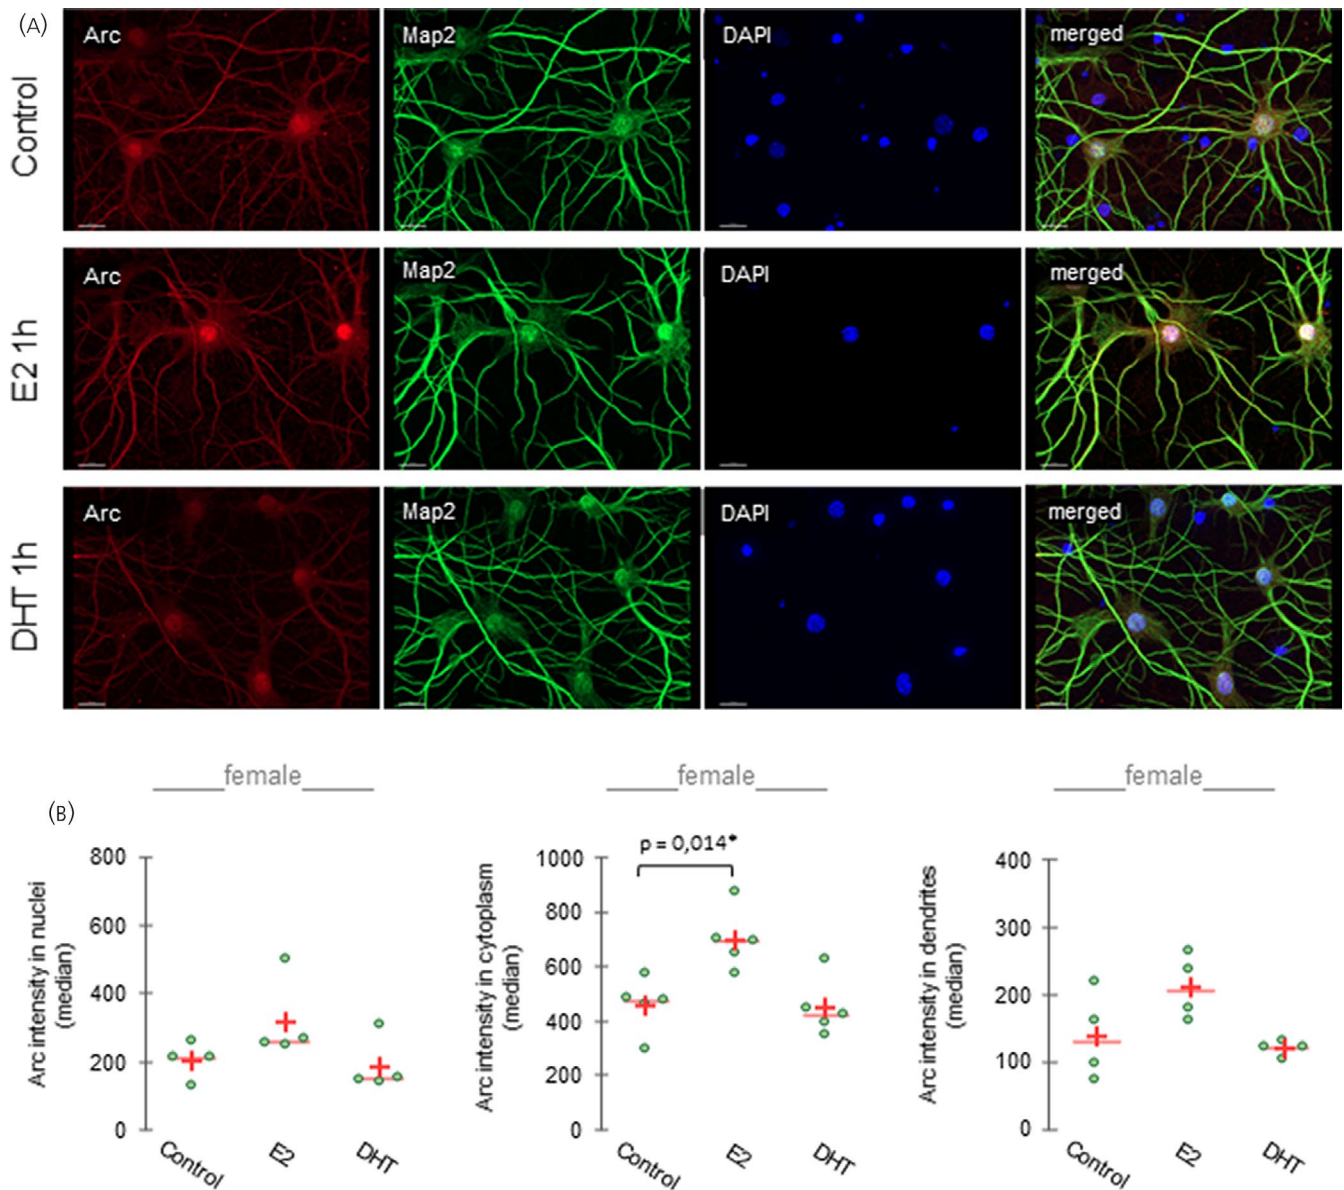 (A)
Control
Arc
Map2
DAPI
merged
E2 1h
Arc
Map2
DAPI
merged
DHT 1h
Arc
Map2
DAPI
merged
(B)
female
Arc intensity in nuclei
(median)
800
600
400
200
0
Control
E2
DHT
female
Arc intensity in cytoplasm
(median)
p = 0,014*
1000
800
600
400
200
0
Control
E2
DHT
female
Arc intensity in dendrites
(median)
400
300
200
100
0
Control
E2
DHT